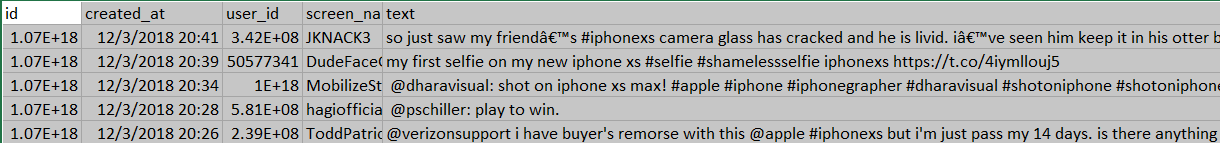 id created_at user_id screen_na text
1.07E+18 12/3/2018 20:41 3.42E+08 JKNACK3 so just saw my friendâ€™s #iphonexs camera glass has cracked and he is livid. iâ€™ve seen him keep it in his otter b
1.07E+18 12/3/2018 20:39 50577341 DudeFaceC my first selfie on my new iphone xs #selfie #shamelessselfie iphonexs https://t.co/4iymllouj5
1.07E+18 12/3/2018 20:34 1E+18 MobilizeSt @dharavisual: shot on iphone xs max! #apple #iphone #iphonegrapher #dharavisual #shotoniphone #shotoniphone
1.07E+18 12/3/2018 20:28 5.81E+08 hagiofficia @pschiller: play to win.
1.07E+18 12/3/2018 20:26 2.39E+08 ToddPatric @verizonsupport i have buyer's remorse with this @apple #iphonexs but i'm just pass my 14 days. is there anything